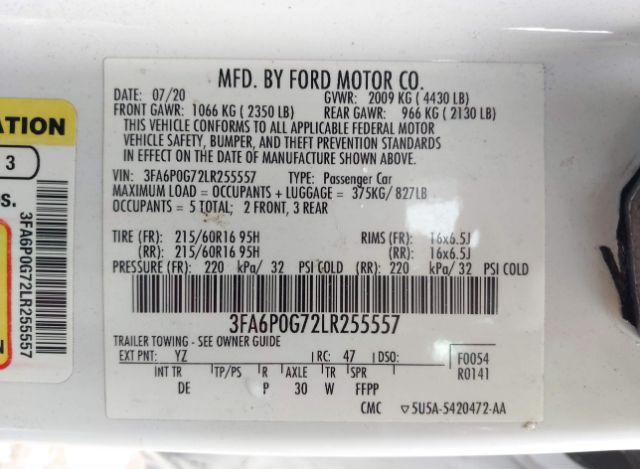 MFD. BY FORD MOTOR CO.
DATE: 07/20 GVWR: 2009 KG ( 4430 LB)
FRONT GAWR: 1066 KG ( 2350 LB) REAR GAWR: 966 KG ( 2130 LB)
THIS VEHICLE CONFORMS TO ALL APPLICABLE FEDERAL MOTOR
VEHICLE SAFETY, BUMPER, AND THEFT PREVENTION STANDARDS
IN EFFECT ON THE DATE OF MANUFACTURE SHOWN ABOVE.
VIN: 3FA6P0G72LR255557 TYPE: Passenger Car
MAXIMUM LOAD = OCCUPANTS + LUGGAGE = 375KG/ 827LB
OCCUPANTS = 5 TOTAL; 2 FRONT, 3 REAR
TIRE (FR): 215/60R16 95H RIMS (FR): 16x6.5J
(RR): 215/60R16 95H (RR): 16x6.5J
PRESSURE (FR): 220 kPa/ 32 PSI COLD (RR): 220 kPa/ 32 PSI COLD
3FA6P0G72LR255557
TRAILER TOWING - SEE OWNER GUIDE
EXT PNT: YZ RC: 47 DSO: F0054
INT TR TP/PS R AXLE TR SPR R0141
DE P 30 W FFPP
CMC 5U5A-5420472-AA
ATION
3
s.
3FA6P0G72LR255557
N